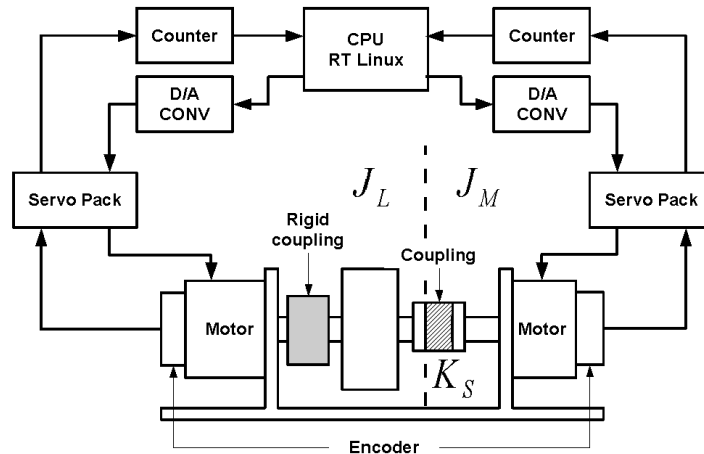 Counter
CPU
RT Linux
Counter
D/A
CONV
D/A
CONV
Servo Pack
J_L
J_M
Servo Pack
Rigid
coupling
Coupling
Motor
Motor
K_S
Encoder